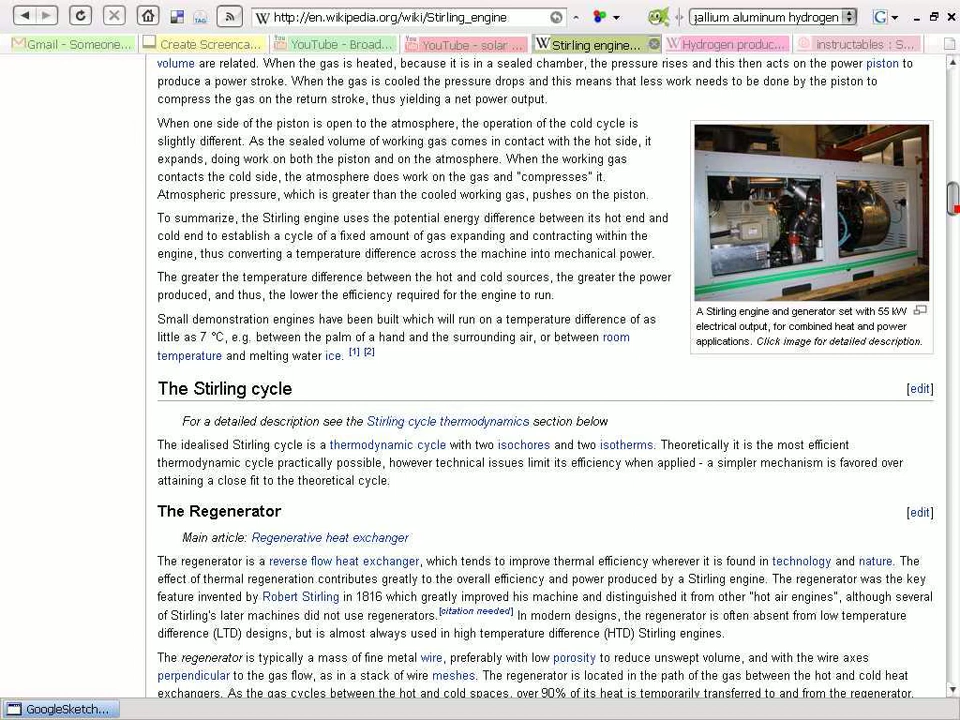 http://en.wikipedia.org/wiki/Stirling_engine
gallium aluminum hydrogen
Gmail - Someone...
Create Screenca...
YouTube - Broad...
YouTube - solar ...
Stirling engine...
Hydrogen produc...
instructables : S...
volume are related. When the gas is heated, because it is in a sealed chamber, the pressure rises and this then acts on the power piston to
produce a power stroke. When the gas is cooled the pressure drops and this means that less work needs to be done by the piston to
compress the gas on the return stroke, thus yielding a net power output.
When one side of the piston is open to the atmosphere, the operation of the cold cycle is
slightly different. As the sealed volume of working gas comes in contact with the hot side, it
expands, doing work on both the piston and on the atmosphere. When the working gas
contacts the cold side, the atmosphere does work on the gas and "compresses" it.
Atmospheric pressure, which is greater than the cooled working gas, pushes on the piston.
To summarize, the Stirling engine uses the potential energy difference between its hot end and
cold end to establish a cycle of a fixed amount of gas expanding and contracting within the
engine, thus converting a temperature difference across the machine into mechanical power.
The greater the temperature difference between the hot and cold sources, the greater the power
produced, and thus, the lower the efficiency required for the engine to run.
Small demonstration engines have been built which will run on a temperature difference of as
little as 7 °C, e.g. between the palm of a hand and the surrounding air, or between room
temperature and melting water ice. [1] [2]
A Stirling engine and generator set with 55 kW
electrical output, for combined heat and power
applications. Click image for detailed description.
The Stirling cycle [edit]
For a detailed description see the Stirling cycle thermodynamics section below
The idealised Stirling cycle is a thermodynamic cycle with two isochores and two isotherms. Theoretically it is the most efficient
thermodynamic cycle practically possible, however technical issues limit its efficiency when applied - a simpler mechanism is favored over
attaining a close fit to the theoretical cycle.
The Regenerator [edit]
Main article: Regenerative heat exchanger
The regenerator is a reverse flow heat exchanger, which tends to improve thermal efficiency wherever it is found in technology and nature. The
effect of thermal regeneration contributes greatly to the overall efficiency and power produced by a Stirling engine. The regenerator was the key
feature invented by Robert Stirling in 1816 which greatly improved his machine and distinguished it from other "hot air engines", although several
of Stirling's later machines did not use regenerators.[citation needed] In modern designs, the regenerator is often absent from low temperature
difference (LTD) designs, but is almost always used in high temperature difference (HTD) Stirling engines.
The regenerator is typically a mass of fine metal wire, preferably with low porosity to reduce unswept volume, and with the wire axes
perpendicular to the gas flow, as in a stack of wire meshes. The regenerator is located in the path of the gas between the hot and cold heat
exchangers. As the gas cycles between the hot and cold spaces, over 90% of its heat is temporarily transferred to and from the regenerator.
GoogleSketch...